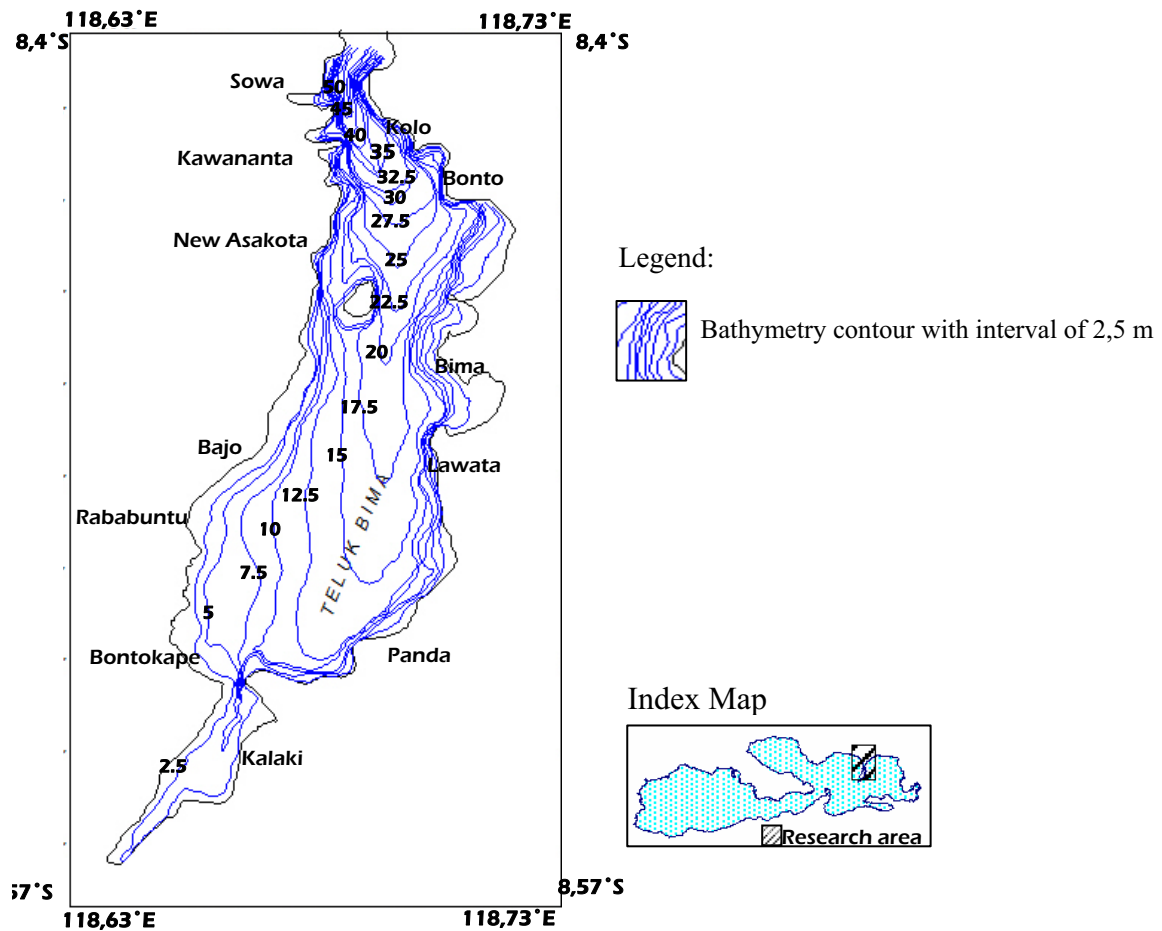 118,63°E
118,73°E
8,4°S
8,4°S
Sowa
50
45
Kolo
40
35
Kawananta
32.5
Bonto
30
27.5
New Asakota
25
22.5
20
Bima
17.5
Bajo
15
Lawata
12.5
Rababuntu
10
TELUK BIMA
7.5
5
Bontokape
Panda
Kalaki
2.5
57°S
8,57°S
118,63°E
118,73°E
Legend:
Bathymetry contour with interval of 2,5 m
Index Map
Research area